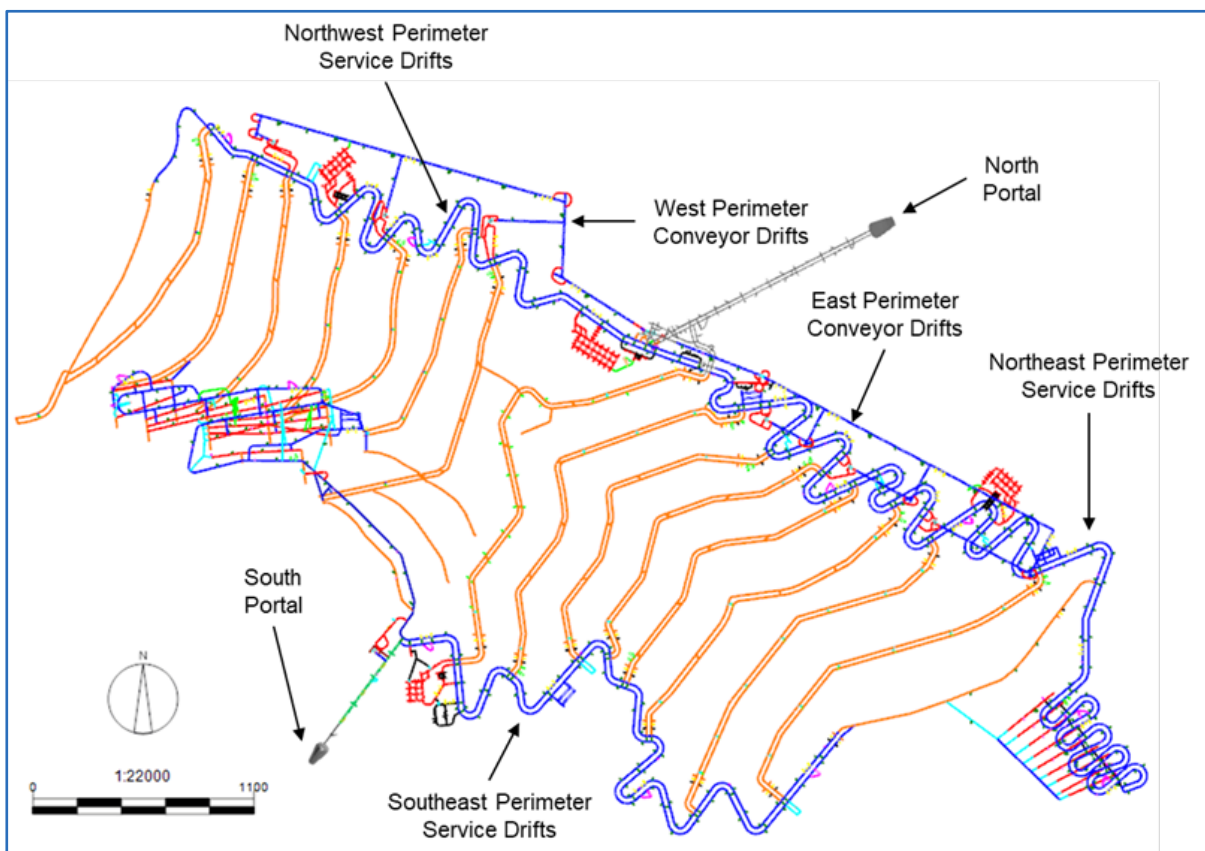 Northwest Perimeter
Service Drifts
North
Portal
West Perimeter
Conveyor Drifts
East Perimeter
Conveyor Drifts
Northeast Perimeter
Service Drifts
South
Portal
N
1:22000
0
1100
Southeast Perimeter
Service Drifts